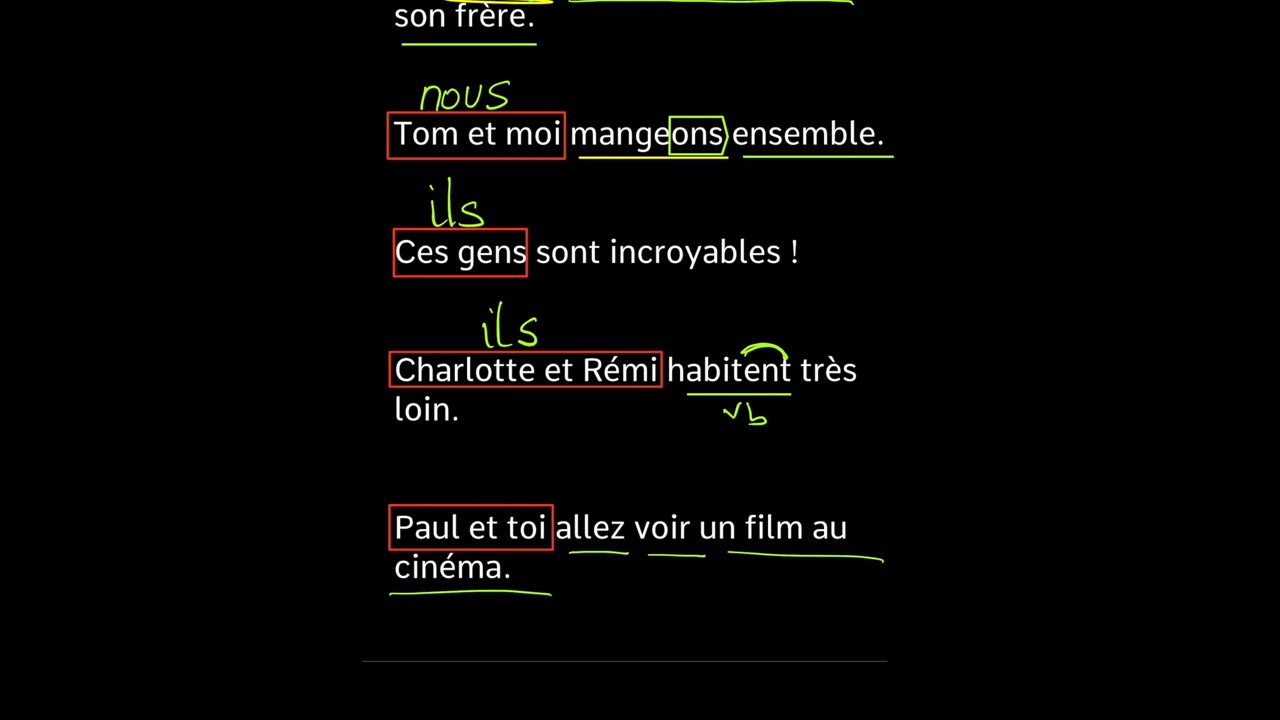 son frère.
nous
Tom et moi mangeons ensemble.
ils
Ces gens sont incroyables !
ils
Charlotte et Rémi habitent très
loin.
vb
Paul et toi allez voir un film au
cinéma.